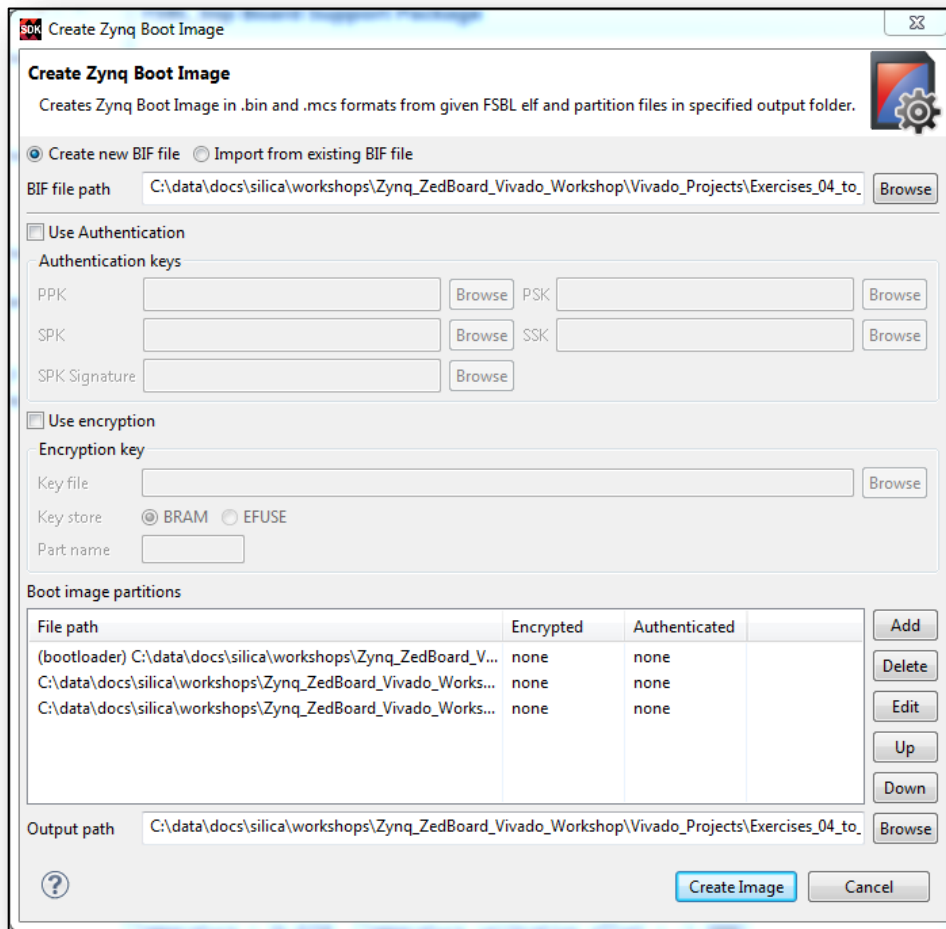 FSBL_bsp Board Support Package
SDK Create Zynq Boot Image
Create Zynq Boot Image
Creates Zynq Boot Image in .bin and .mcs formats from given FSBL elf and partition files in specified output folder.
Create new BIF file Import from existing BIF file
BIF file path C:\data\docs\silica\workshops\Zynq_ZedBoard_Vivado_Workshop\Vivado_Projects\Exercises_04_to_ Browse
Use Authentication
Authentication keys
PPK Browse PSK Browse
SPK Browse SSK Browse
SPK Signature Browse
Use encryption
Encryption key
Key file Browse
Key store BRAM EFUSE
Part name
Boot image partitions
File path Encrypted Authenticated Add
(bootloader) C:\data\docs\silica\workshops\Zynq_ZedBoard_V... none none Delete
C:\data\docs\silica\workshops\Zynq_ZedBoard_Vivado_Works... none none
C:\data\docs\silica\workshops\Zynq_ZedBoard_Vivado_Works... none none Edit
Up
Down
Output path C:\data\docs\silica\workshops\Zynq_ZedBoard_Vivado_Workshop\Vivado_Projects\Exercises_04_to_ Browse
? Create Image Cancel